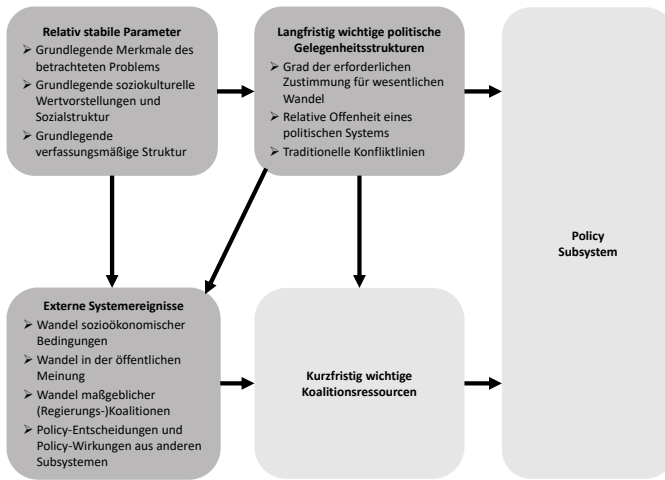 Relativ stabile Parameter
➢ Grundlegende Merkmale des
betrachteten Problems
➢ Grundlegende soziokulturelle
Wertvorstellungen und
Sozialstruktur
➢ Grundlegende
verfassungsmäßige Struktur
Langfristig wichtige politische
Gelegenheitsstrukturen
➢ Grad der erforderlichen
Zustimmung für wesentlichen
Wandel
➢ Relative Offenheit eines
politischen Systems
➢ Traditionelle Konfliktlinien
Policy
Subsystem
Externe Systemereignisse
➢ Wandel sozioökonomischer
Bedingungen
➢ Wandel in der öffentlichen
Meinung
➢ Wandel maßgeblicher
(Regierungs-)Koalitionen
➢ Policy-Entscheidungen und
Policy-Wirkungen aus anderen
Subsystemen
Kurzfristig wichtige
Koalitionsressourcen